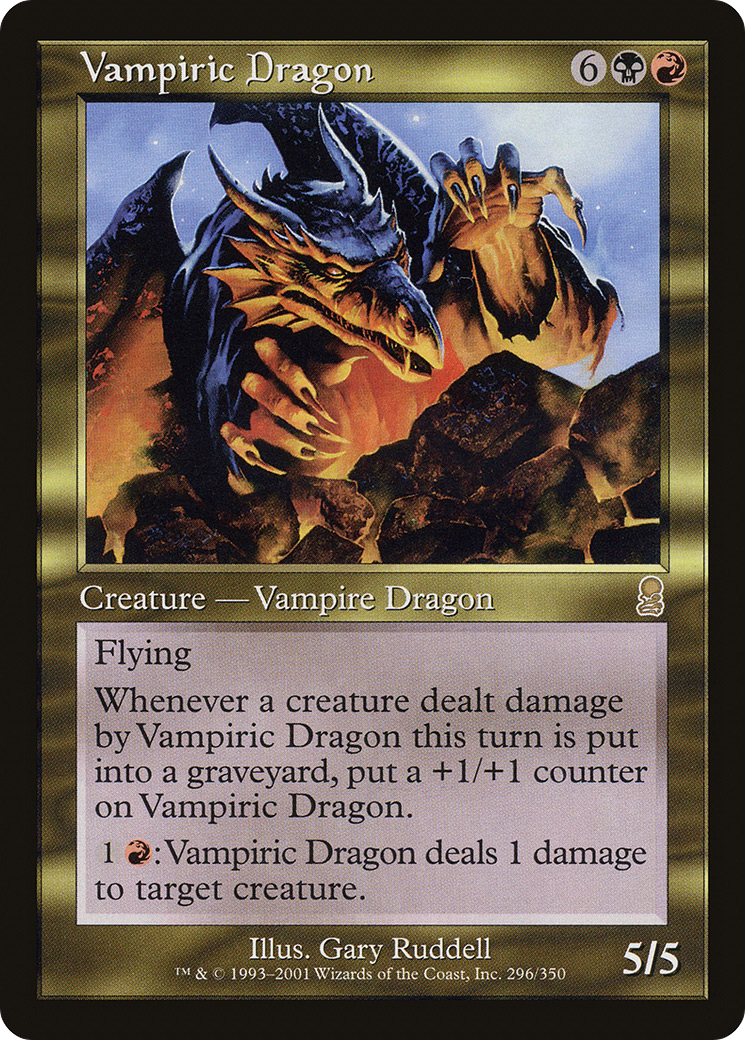 Vampiric Dragon 6
Creature — Vampire Dragon
Flying
Whenever a creature dealt damage
by Vampiric Dragon this turn is put
into a graveyard, put a +1/+1 counter
on Vampiric Dragon.
1 : Vampiric Dragon deals 1 damage
to target creature.
Illus. Gary Ruddell
™ & © 1993–2001 Wizards of the Coast, Inc. 296/350
5/5